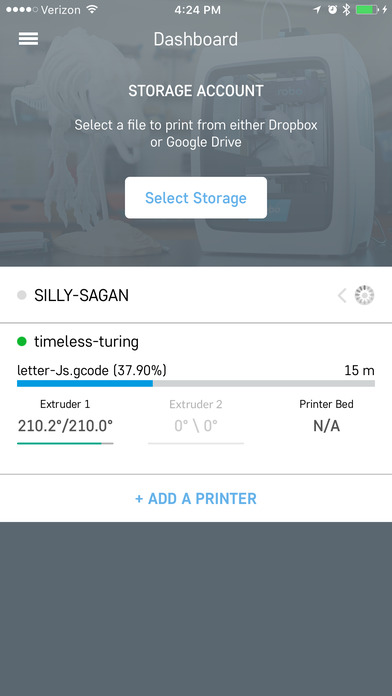 Verizon 4:24 PM
Dashboard
STORAGE ACCOUNT
Select a file to print from either Dropbox
or Google Drive
Select Storage
SILLY-SAGAN
timeless-turing
letter-Js.gcode (37.90%) 15 m
Extruder 1 Extruder 2 Printer Bed
210.2°/210.0° 0° \ 0° N/A
+ ADD A PRINTER